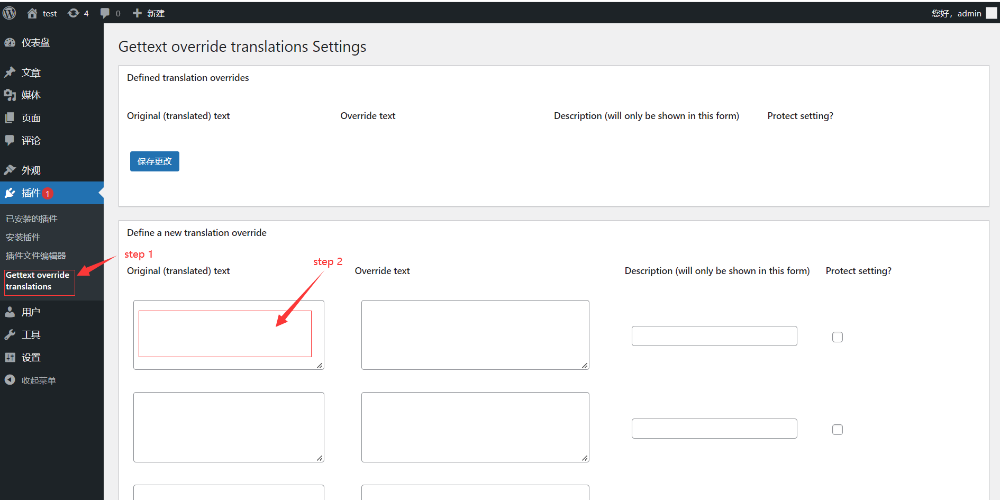 test
4
0
新建
您好，admin
仪表盘
文章
媒体
页面
评论
外观
插件 1
已安装的插件
安装插件
插件文件编辑器
Gettext override
translations
用户
工具
设置
收起菜单
Gettext override translations Settings
Defined translation overrides
Original (translated) text
Override text
Description (will only be shown in this form)
Protect setting?
保存更改
Define a new translation override
step 1
step 2
Original (translated) text
Override text
Description (will only be shown in this form)
Protect setting?